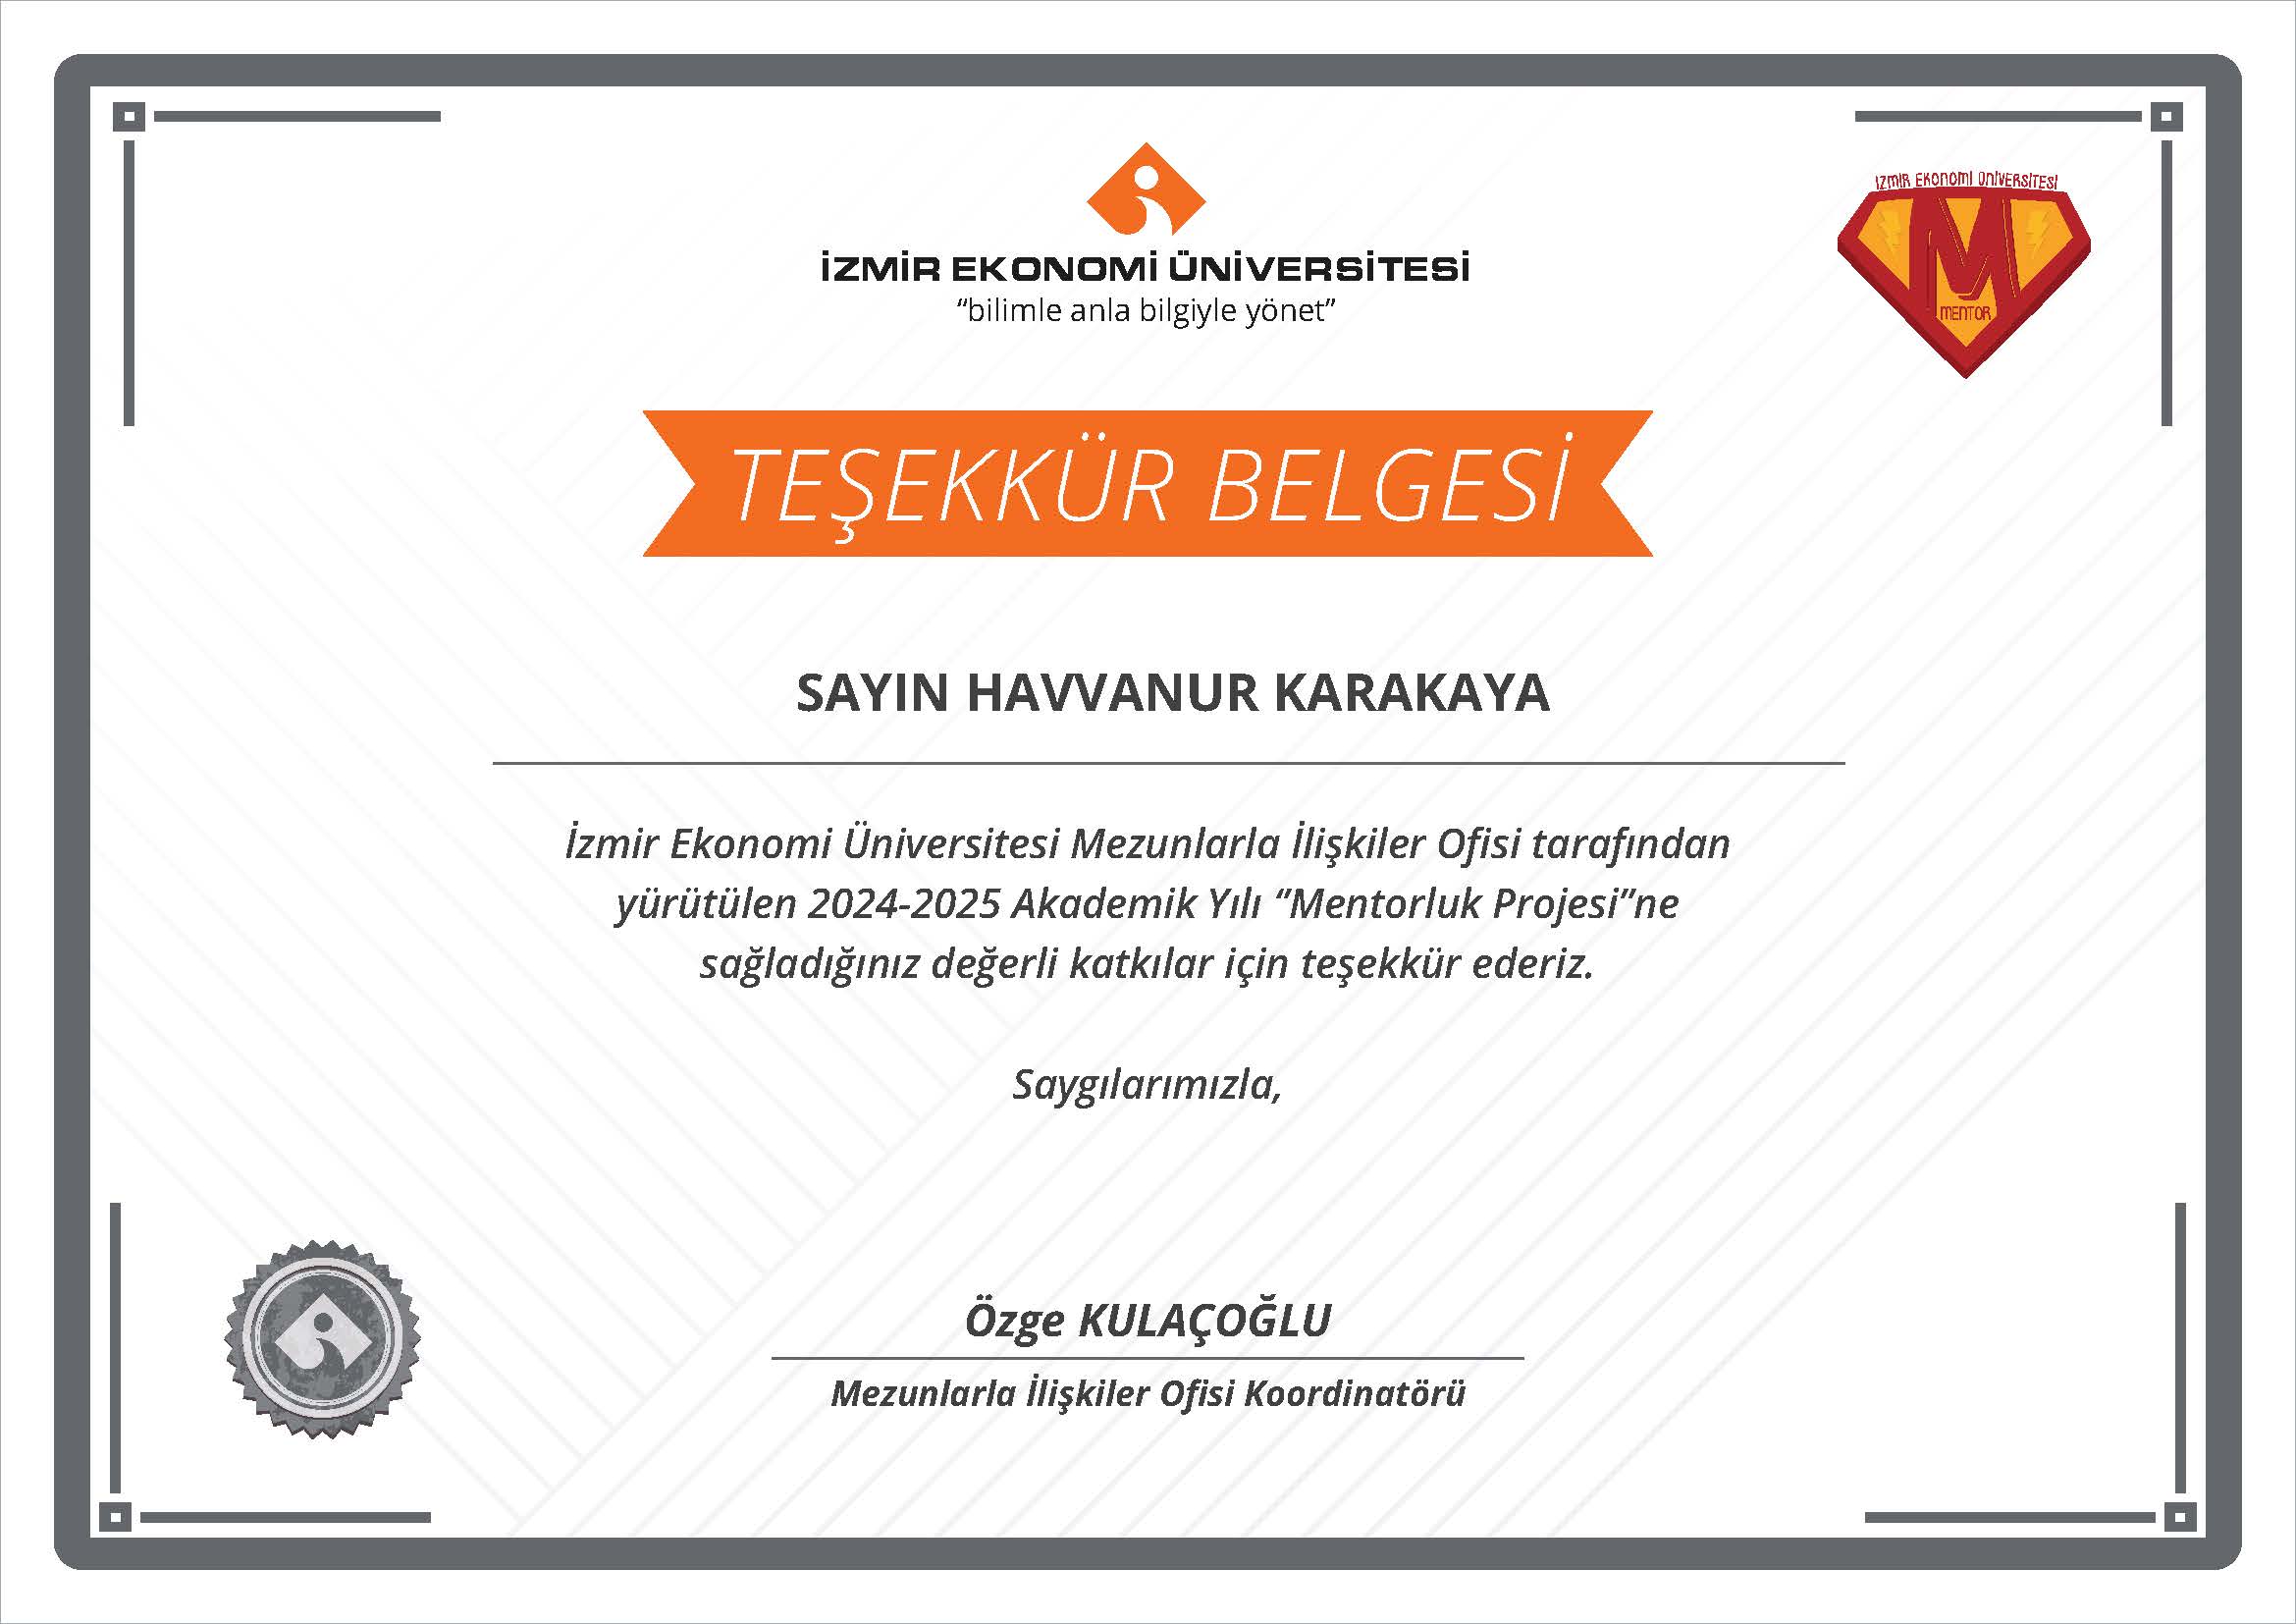 İZMİR EKONOMİ ÜNİVERSİTESİ
"bilimle anla bilgiyle yönet"
İZMİR EKONOMİ ÜNİVERSİTESİ
M
MENTOR
TEŞEKKÜR BELGESİ
SAYIN HAVVANUR KARAKAYA
İzmir Ekonomi Üniversitesi Mezunlarla İlişkiler Ofisi tarafından
yürütülen 2024-2025 Akademik Yılı “Mentorluk Projesi”ne
sağladığınız değerli katkılar için teşekkür ederiz.
Saygılarımızla,
Özge KULAÇOĞLU
Mezunlarla İlişkiler Ofisi Koordinatörü